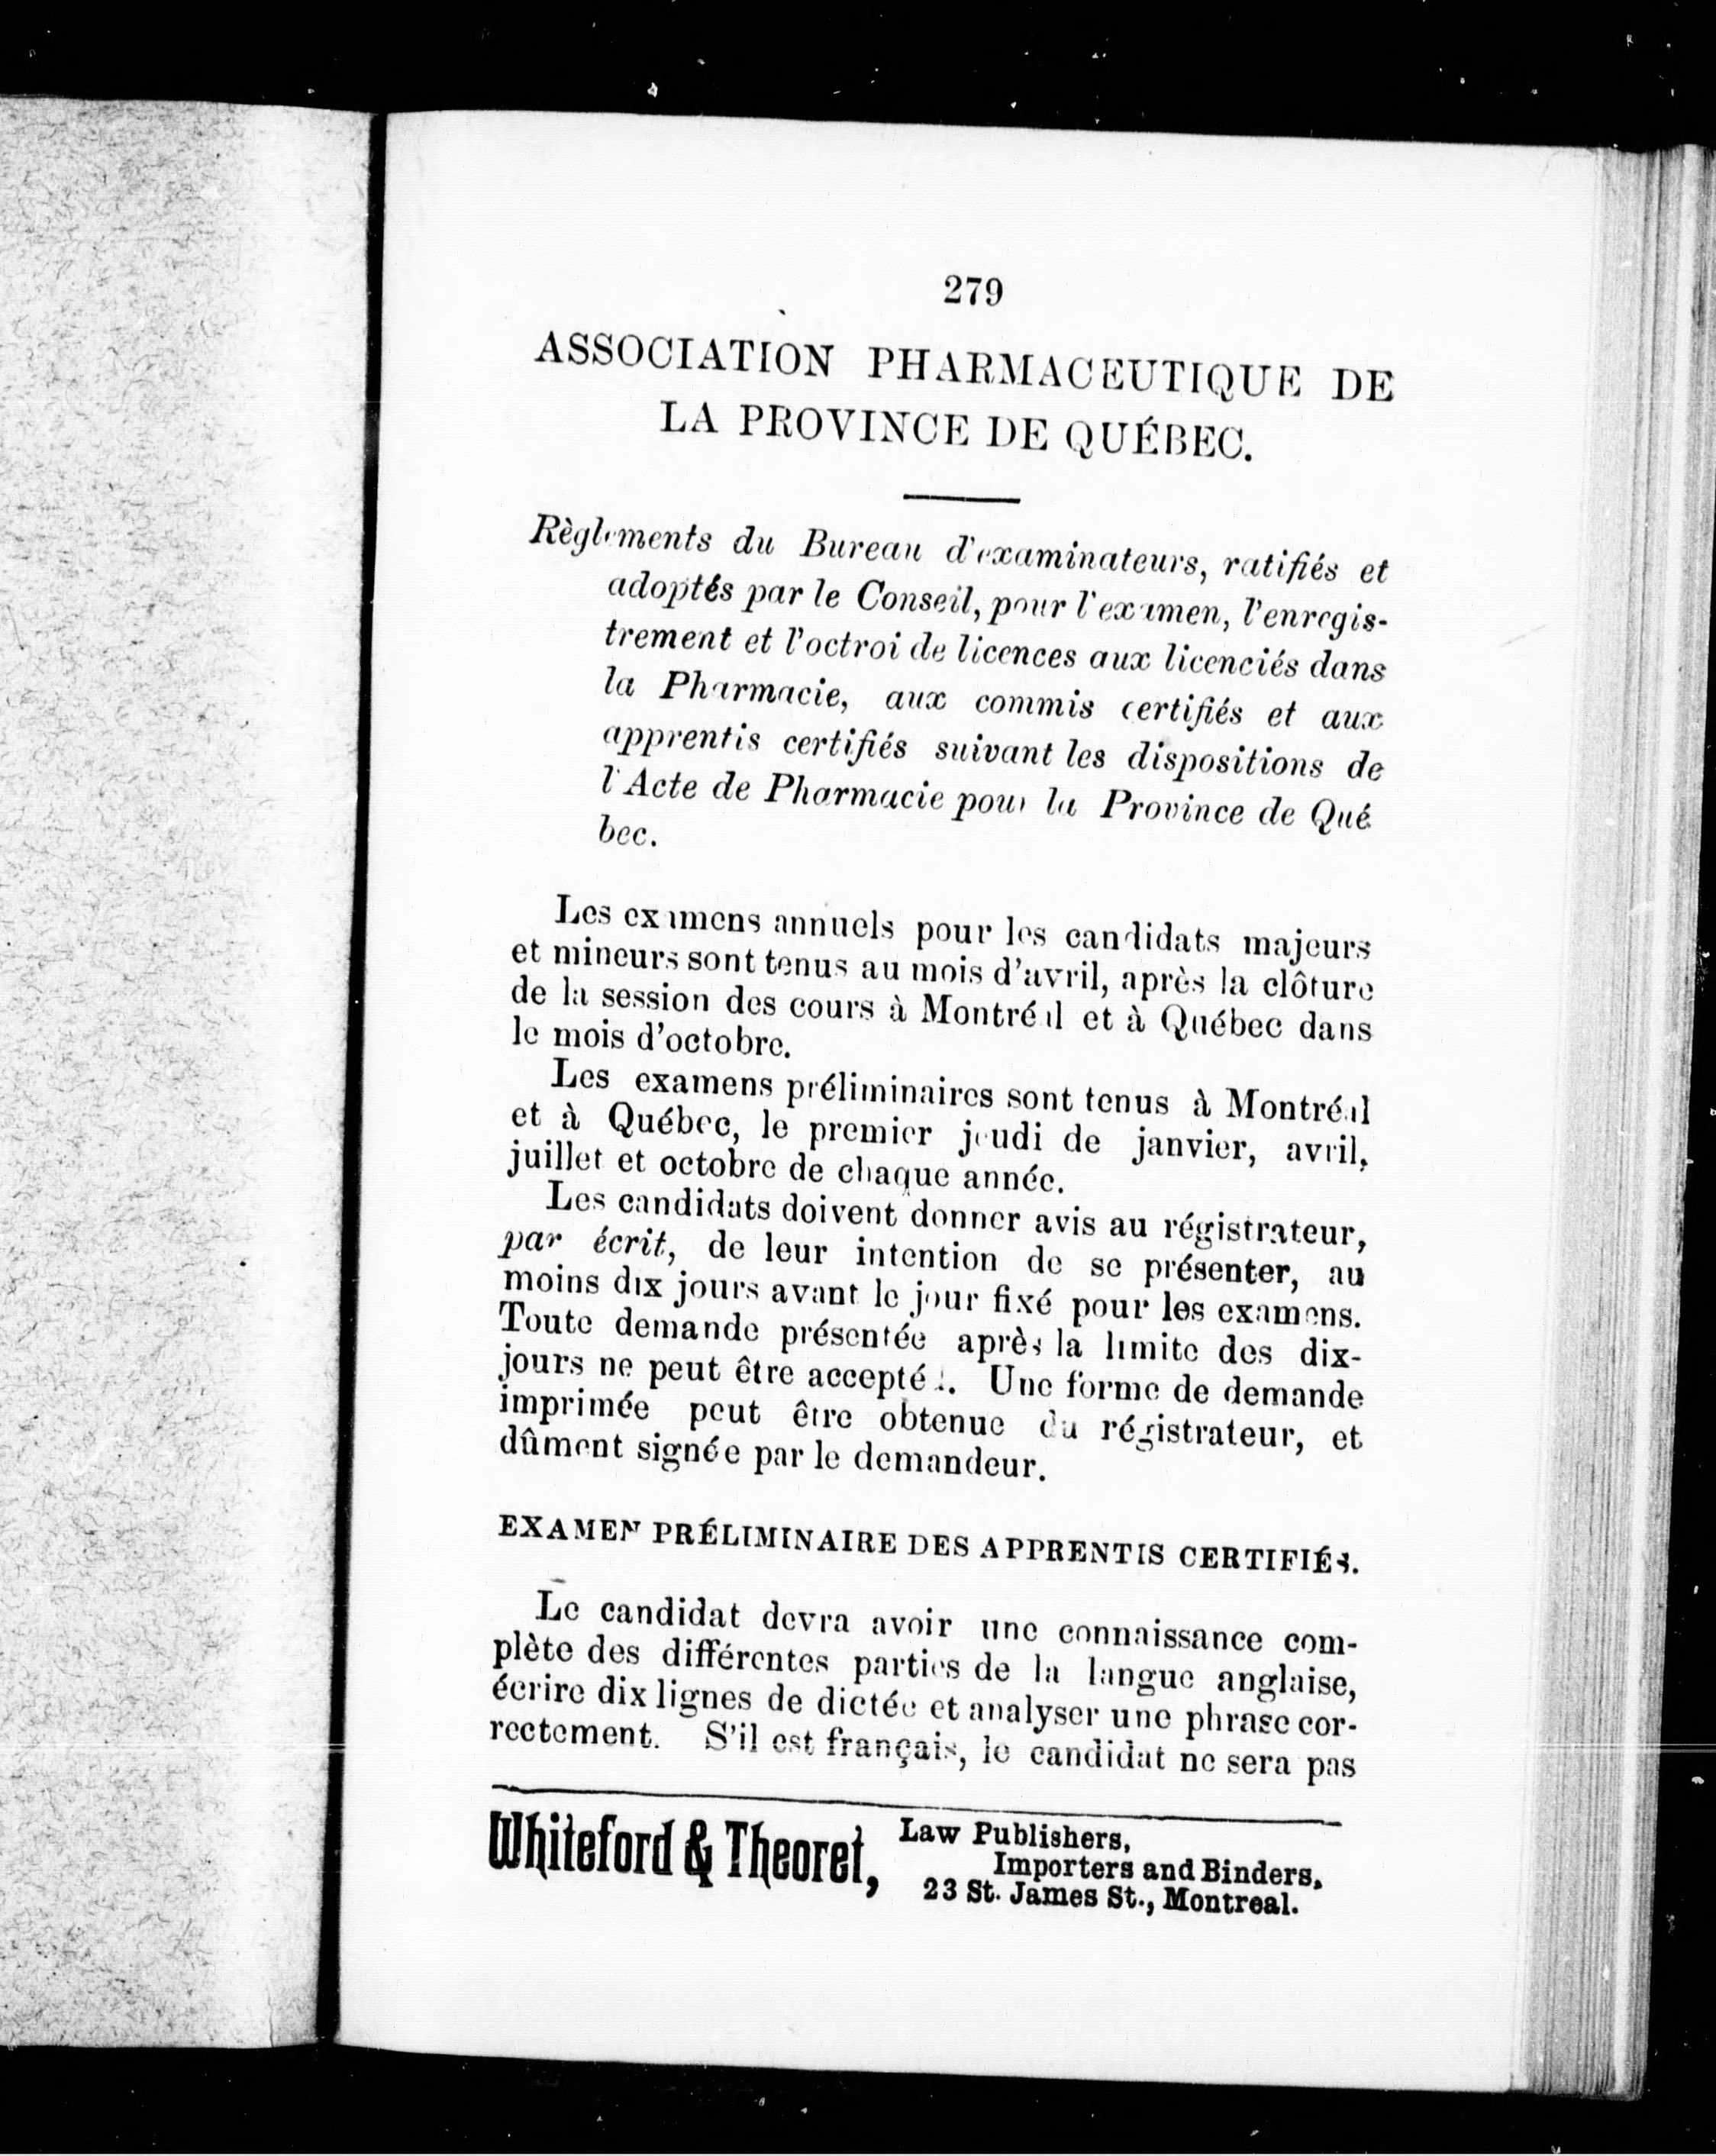 279
ASSOCIATION PHARMACEUTIQUE DE
LA PROVINCE DE QUÉBEC.
Règlements du Bureau d'examinateurs, ratifiés et
adoptés par le Conseil, pour l'examen, l'enregis-
trement et l'octroi de licences aux licenciés dans
la Pharmacie, aux commis certifiés et aux
apprentis certifiés suivant les dispositions de
l'Acte de Pharmacie pour la Province de Qué
bec.
Les examens annuels pour les candidats majeurs
et mineurs sont tenus au mois d'avril, après la clôture
de la session des cours à Montréal et à Québec dans
le mois d'octobre.
Les examens préliminaires sont tenus à Montréal
et à Québec, le premier jeudi de janvier, avril,
juillet et octobre de chaque année.
Les candidats doivent donner avis au régistrateur,
par écrit, de leur intention de se présenter, au
moins dix jours avant le jour fixé pour les examens.
Toute demande présentée après la limite des dix-
jours ne peut être acceptée. Une forme de demande
imprimée peut être obtenue du régistrateur, et
dûment signée par le demandeur.
EXAMEN PRÉLIMINAIRE DES APPRENTIS CERTIFIÉS.
Le candidat devra avoir une connaissance com-
plète des différentes parties de la langue anglaise,
écrire dix lignes de dictée et analyser une phrase cor-
rectement. S'il est français, le candidat ne sera pas
Whiteford & Theoret, Law Publishers,
Importers and Binders,
23 St. James St., Montreal.